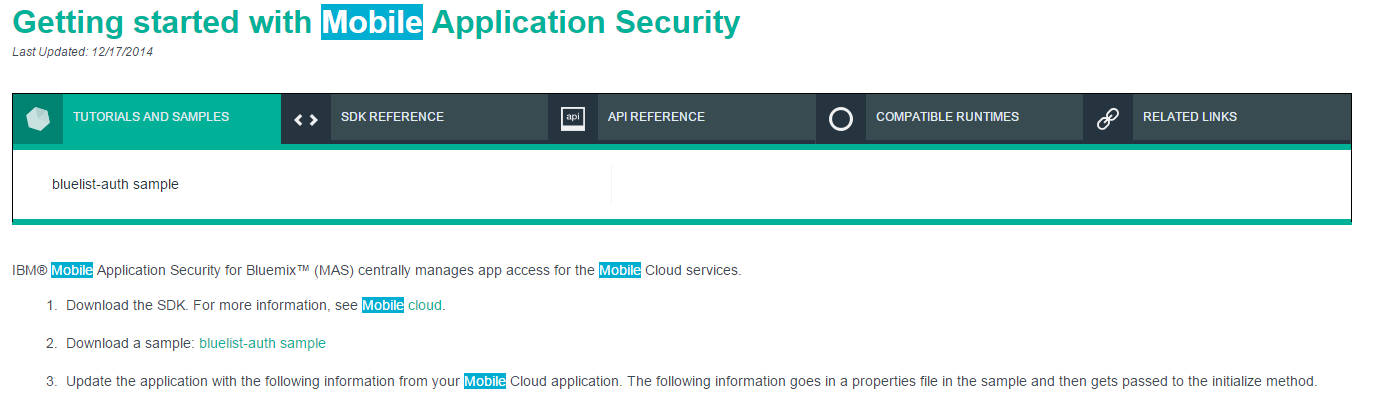 Getting started with Mobile Application Security
Last Updated: 12/17/2014
TUTORIALS AND SAMPLES
SDK REFERENCE
api
API REFERENCE
COMPATIBLE RUNTIMES
RELATED LINKS
bluelist-auth sample
IBM® Mobile Application Security for Bluemix™ (MAS) centrally manages app access for the Mobile Cloud services.
1. Download the SDK. For more information, see Mobile cloud.
2. Download a sample: bluelist-auth sample
3. Update the application with the following information from your Mobile Cloud application. The following information goes in a properties file in the sample and then gets passed to the initialize method.